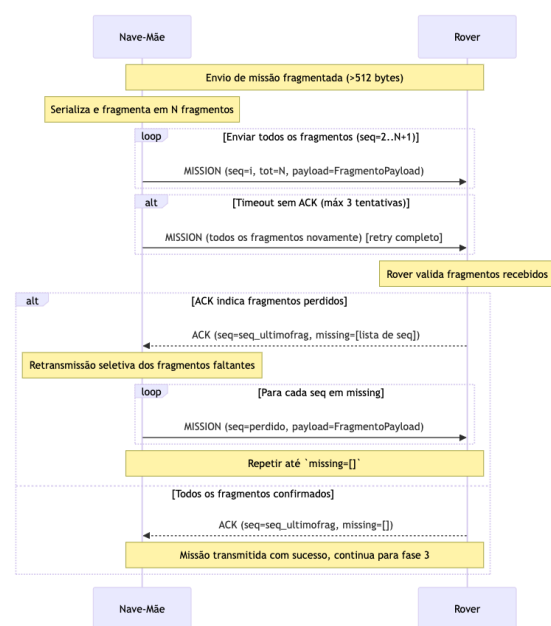 Nave-Mãe
Rover
Envio de missão fragmentada (>512 bytes)
Serializa e fragmenta em N fragmentos
loop
[Enviar todos os fragmentos (seq=2..N+1)]
MISSION (seq=i, tot=N, payload=FragmentoPayload)
alt
[Timeout sem ACK (máx 3 tentativas)]
MISSION (todos os fragmentos novamente) [retry completo]
Rover valida fragmentos recebidos
alt
[ACK indica fragmentos perdidos]
ACK (seq=seq_ultimofrag, missing=[lista de seq])
Retransmissão seletiva dos fragmentos faltantes
loop
[Para cada seq em missing]
MISSION (seq=perdido, payload=FragmentoPayload)
Repetir até `missing=[]`
[Todos os fragmentos confirmados]
ACK (seq=seq_ultimofrag, missing=[])
Missão transmitida com sucesso, continua para fase 3
Nave-Mãe
Rover